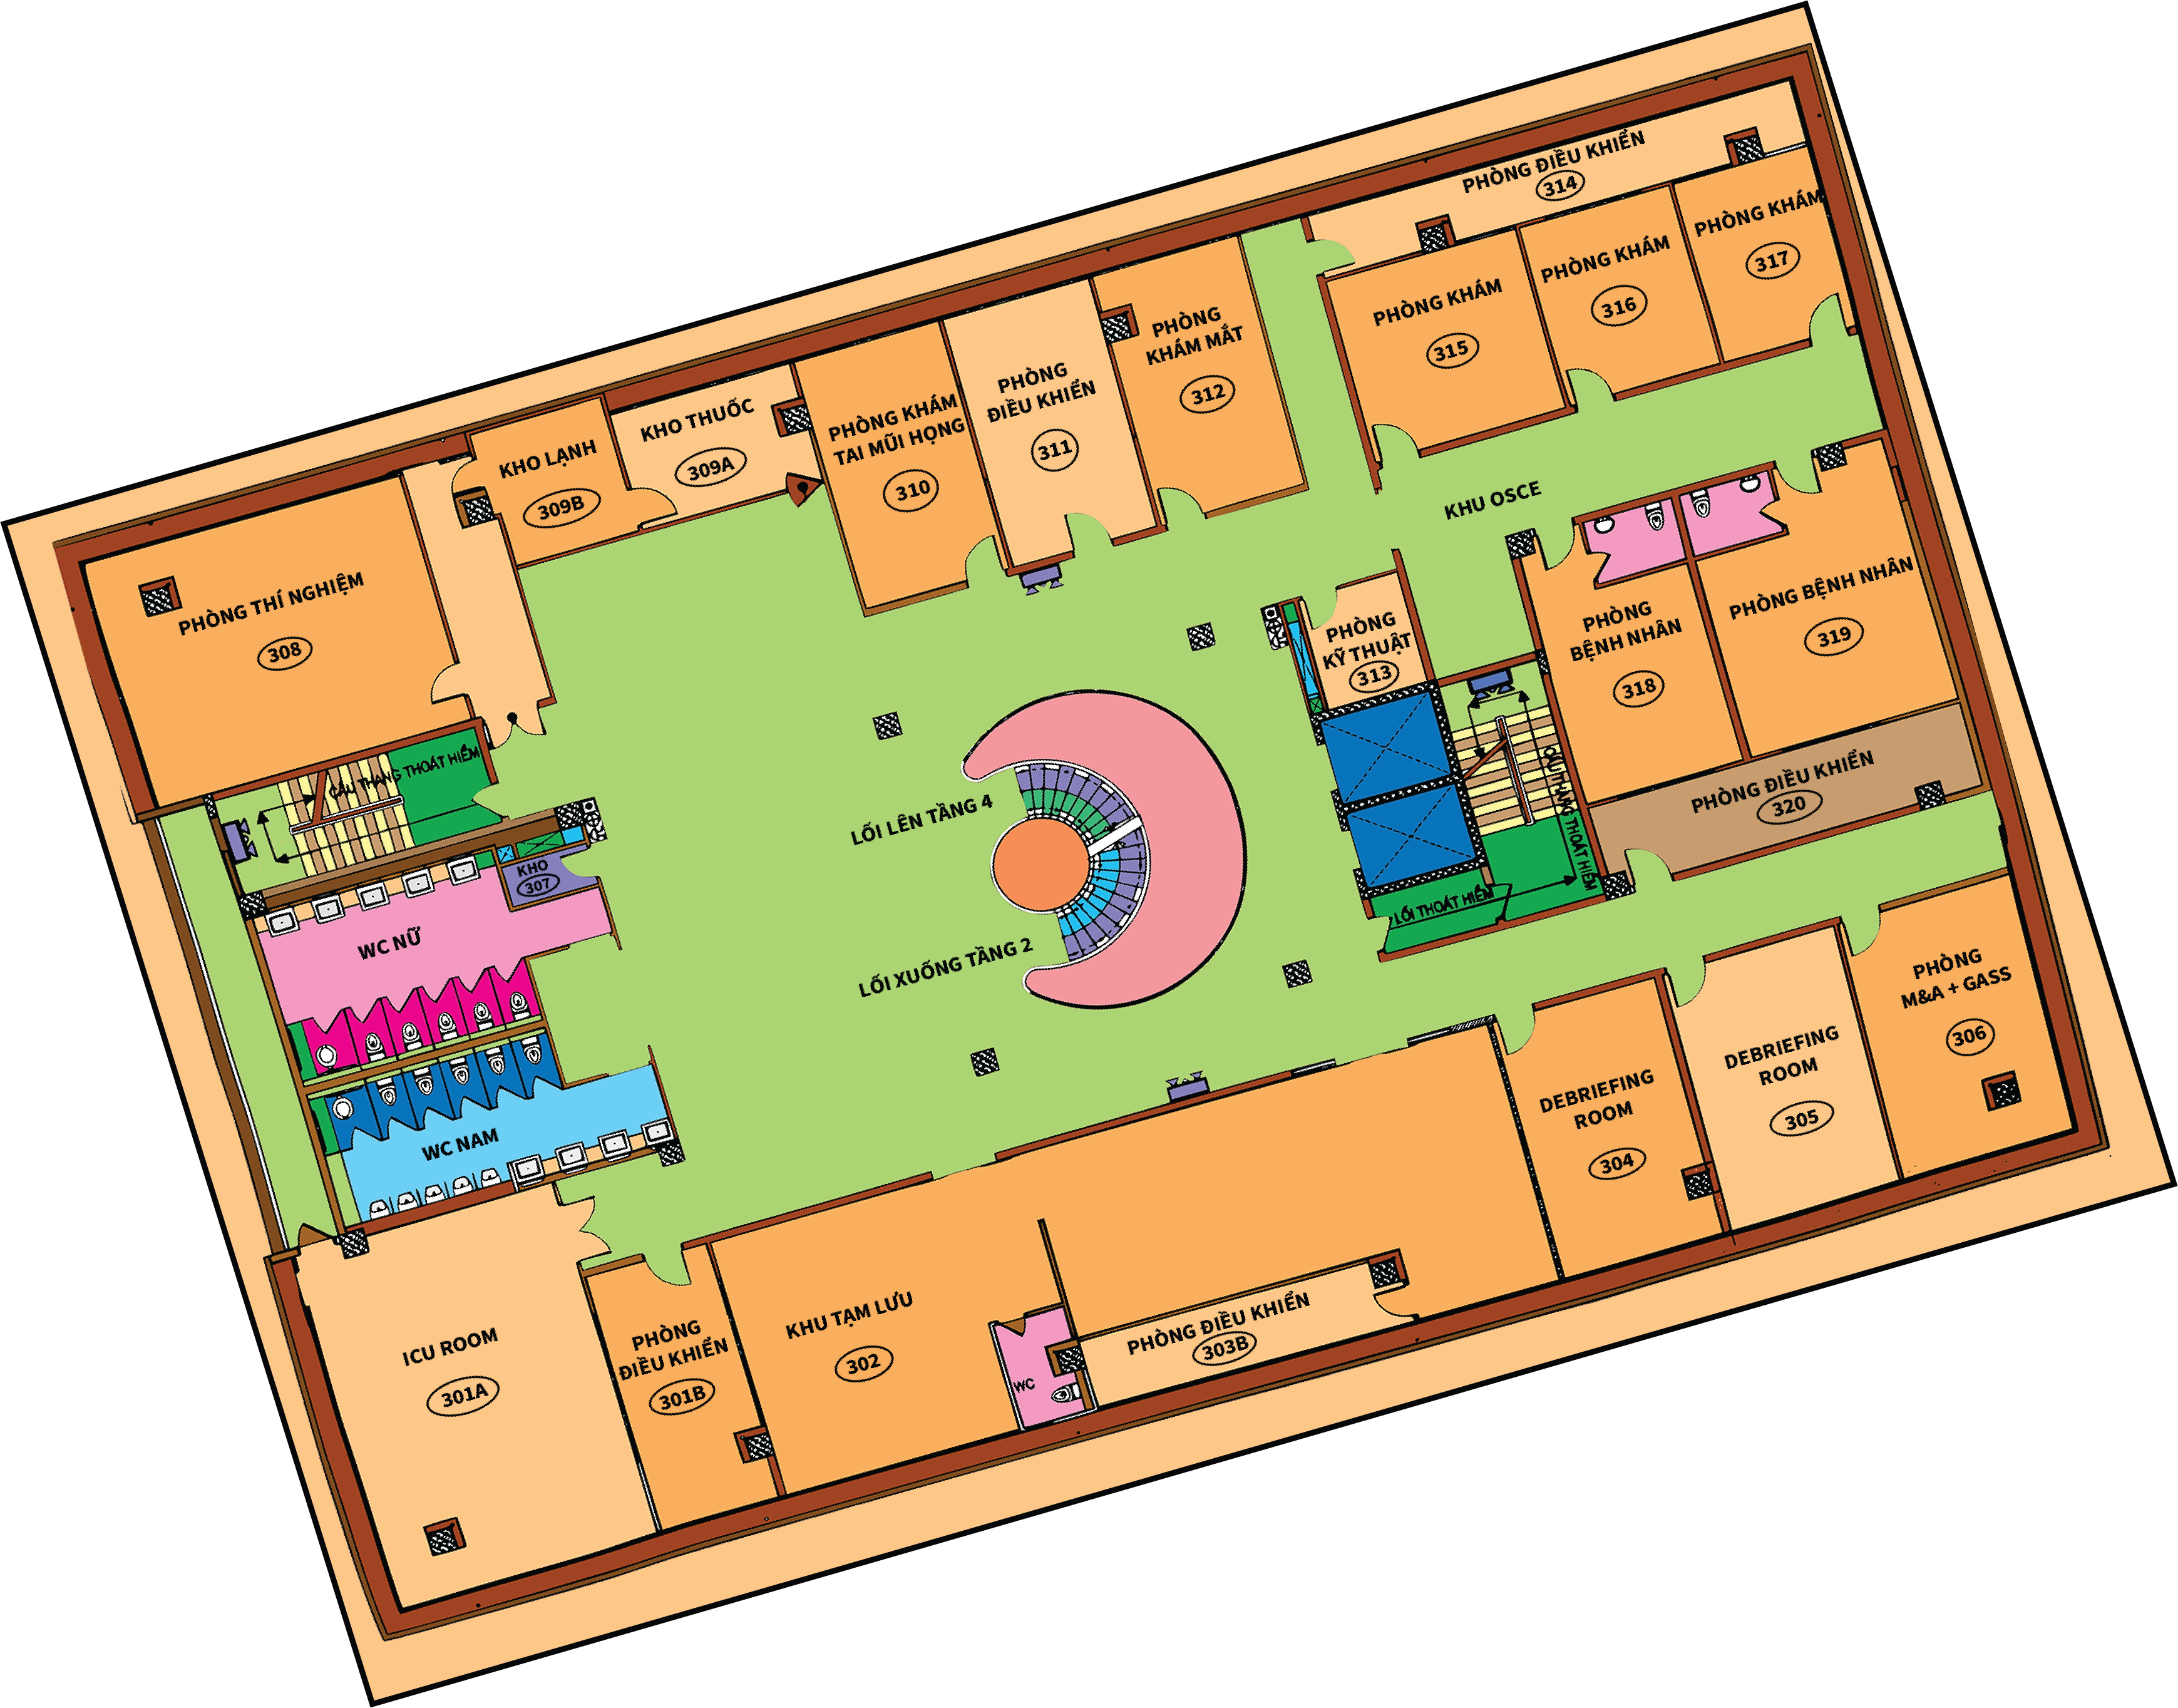 PHÒNG ĐIỀU KHIỂN
314
PHÒNG KHÁM
317
PHÒNG KHÁM
316
PHÒNG KHÁM
315
PHÒNG
KHÁM MẮT
312
PHÒNG
ĐIỀU KHIỂN
311
PHÒNG KHÁM
TAI MŨI HỌNG
310
KHO THUỐC
309A
KHO LẠNH
309B
PHÒNG THÍ NGHIỆM
308
KHU OSCE
PHÒNG BỆNH NHÂN
319
PHÒNG
BỆNH NHÂN
318
PHÒNG
KỸ THUẬT
313
CẦU THANG THOÁT HIỂM
CẦU THANG THOÁT HIỂM
PHÒNG ĐIỀU KHIỂN
320
LỐI LÊN TẦNG 4
KHO
307
LỐI THOÁT HIỂM
WC NỮ
LỐI XUỐNG TẦNG 2
PHÒNG
M&A + GASS
306
DEBRIEFING
ROOM
305
DEBRIEFING
ROOM
304
WC NAM
KHU TẠM LƯU
302
PHÒNG ĐIỀU KHIỂN
303B
WC
PHÒNG
ĐIỀU KHIỂN
301B
ICU ROOM
301A